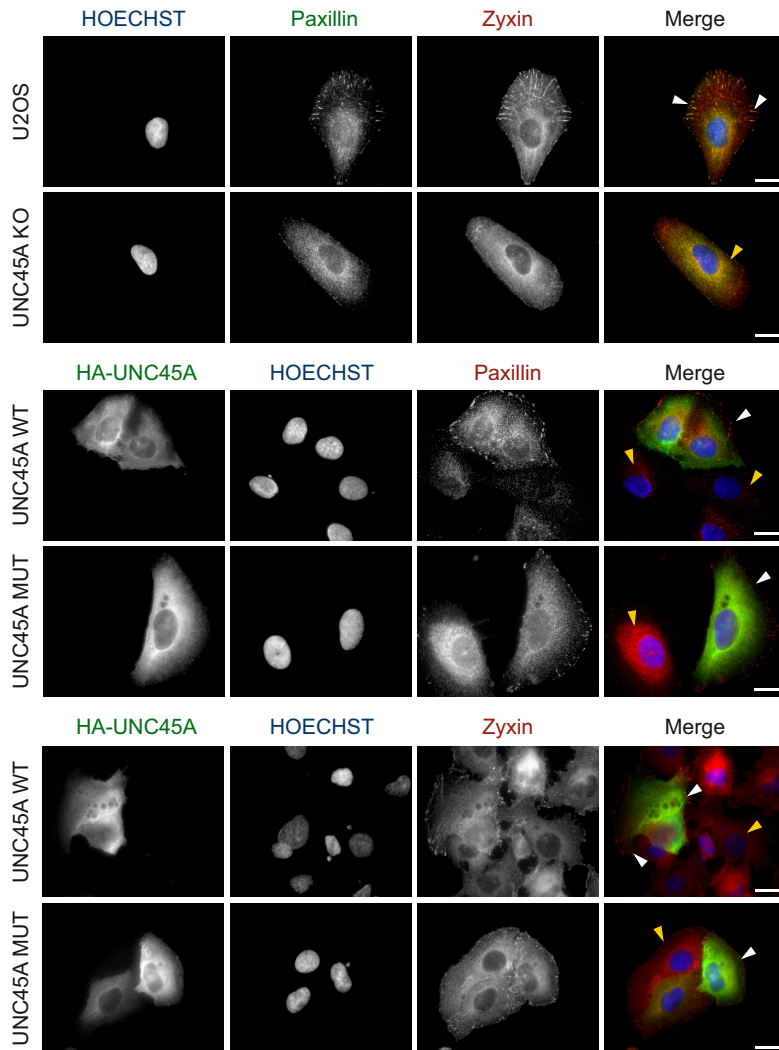 HOECHST Paxillin Zyxin Merge
U2OS
UNC45A KO
HA-UNC45A HOECHST Paxillin Merge
UNC45A WT
UNC45A MUT
HA-UNC45A HOECHST Zyxin Merge
UNC45A WT
UNC45A MUT